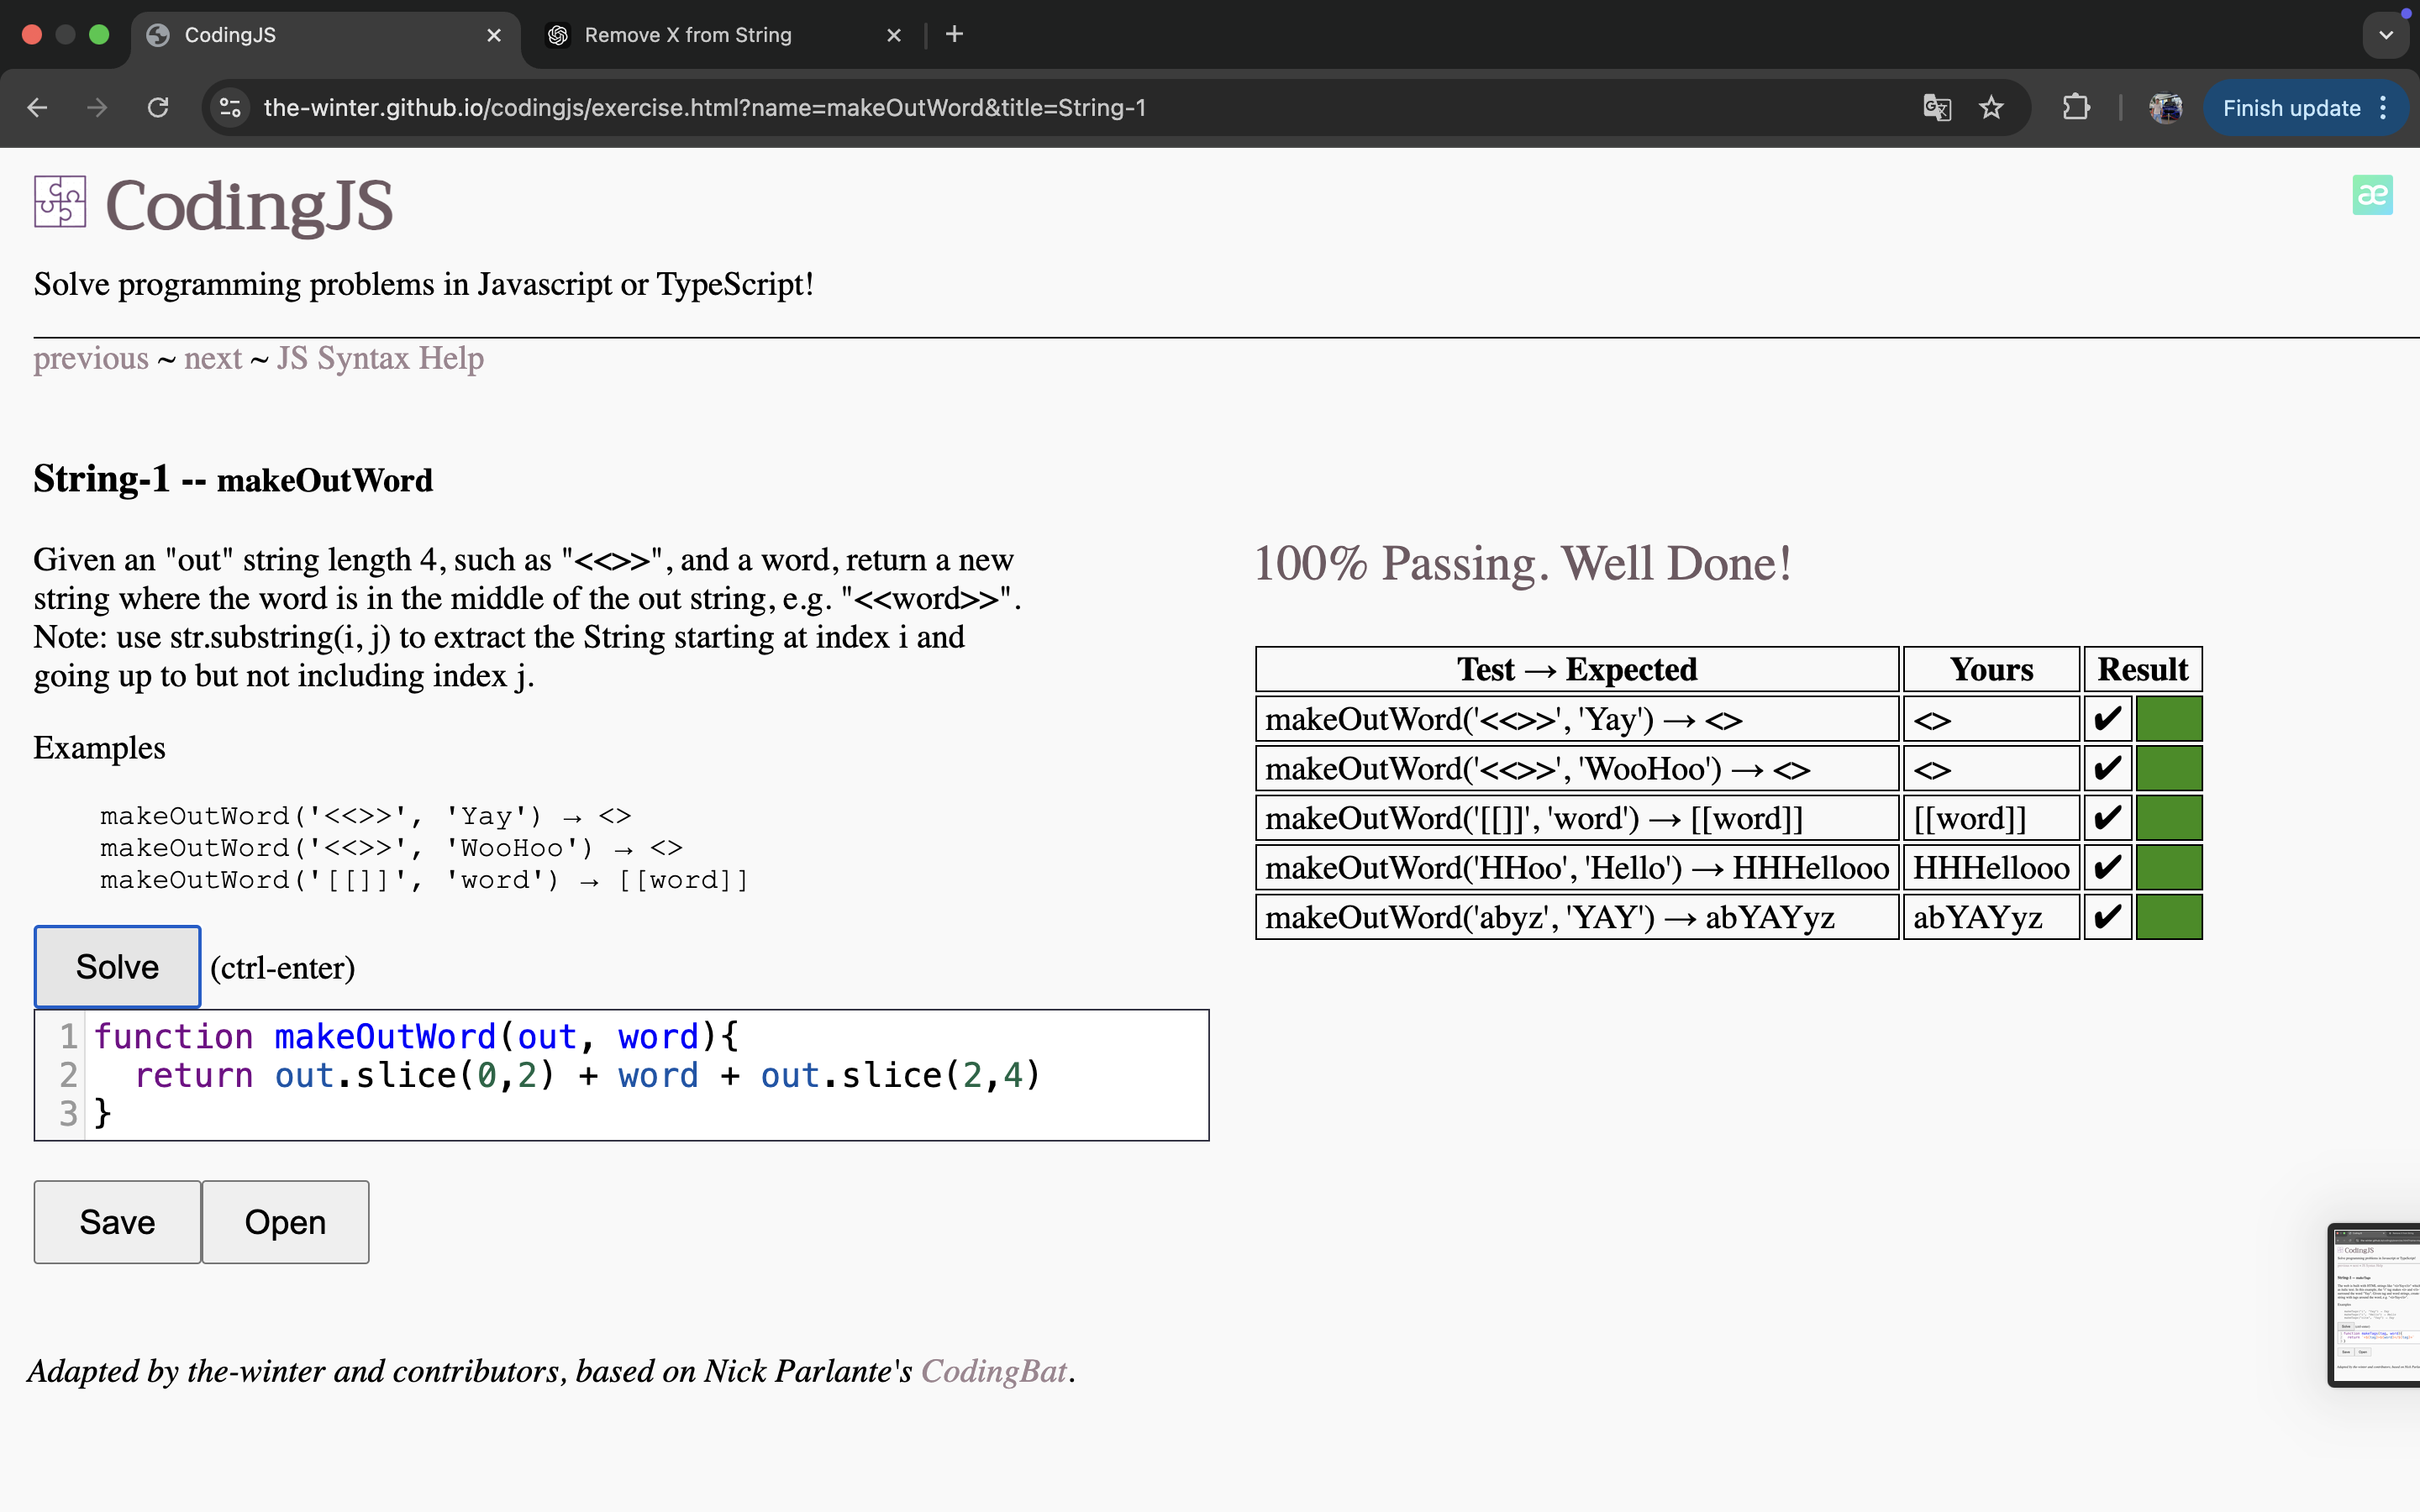 CodingJS
Remove X from String
the-winter.github.io/codingjs/exercise.html?name=makeOutWord&title=String-1
Finish update
CodingJS
æ
Solve programming problems in Javascript or TypeScript!
previous ~ next ~ JS Syntax Help
String-1 -- makeOutWord
Given an "out" string length 4, such as "<<>>", and a word, return a new
string where the word is in the middle of the out string, e.g. "<<word>>".
Note: use str.substring(i, j) to extract the String starting at index i and
going up to but not including index j.
Examples
makeOutWord('<<>>', 'Yay') → <>
makeOutWord('<<>>', 'WooHoo') → <>
makeOutWord('[[]]', 'word') → [[word]]
Solve (ctrl-enter)
1 function makeOutWord(out, word){
2 return out.slice(0,2) + word + out.slice(2,4)
3 }
Save Open
Adapted by the-winter and contributors, based on Nick Parlante's CodingBat.
100% Passing. Well Done!
Test → Expected Yours Result
makeOutWord('<<>>', 'Yay') → <> <> ✔
makeOutWord('<<>>', 'WooHoo') → <> <> ✔
makeOutWord('[[]]', 'word') → [[word]] [[word]] ✔
makeOutWord('HHoo', 'Hello') → HHHellooo HHHellooo ✔
makeOutWord('abyz', 'YAY') → abYAYyz abYAYyz ✔
CodingJS